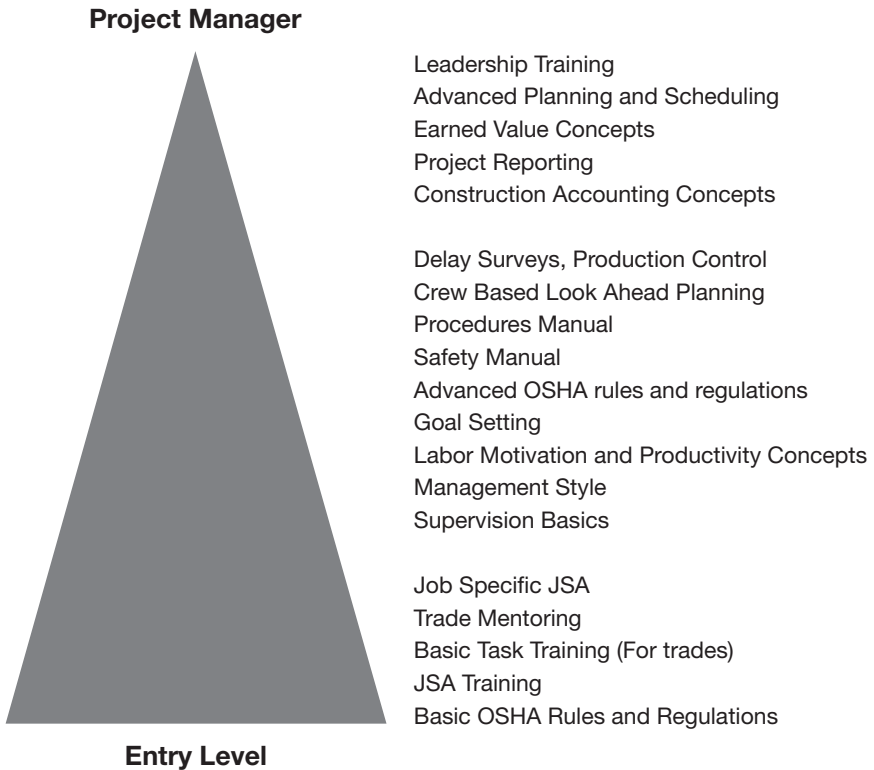 Project Manager
Leadership Training
Advanced Planning and Scheduling
Earned Value Concepts
Project Reporting
Construction Accounting Concepts
Delay Surveys, Production Control
Crew Based Look Ahead Planning
Procedures Manual
Safety Manual
Advanced OSHA rules and regulations
Goal Setting
Labor Motivation and Productivity Concepts
Management Style
Supervision Basics
Job Specific JSA
Trade Mentoring
Basic Task Training (For trades)
JSA Training
Basic OSHA Rules and Regulations
Entry Level